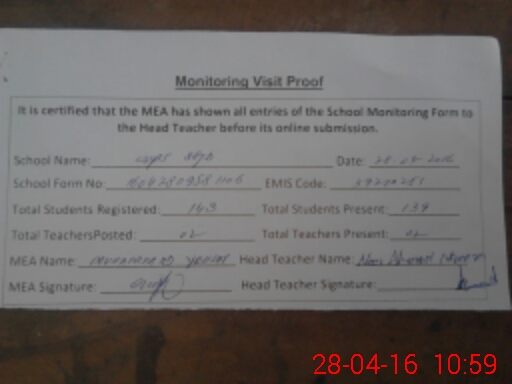 Monitoring Visit Proof
It is certified that the MEA has shown all entries of the School Monitoring Form to
the Head Teacher before its online submission.
School Name: Date: 28-04-2016
School Form No: EMIS Code:
Total Students Registered: 163 Total Students Present: 134
Total TeachersPosted: 02 Total Teachers Present: 02
MEA Name: Muhammad Head Teacher Name:
MEA Signature: Head Teacher Signature:
28-04-16 10:59